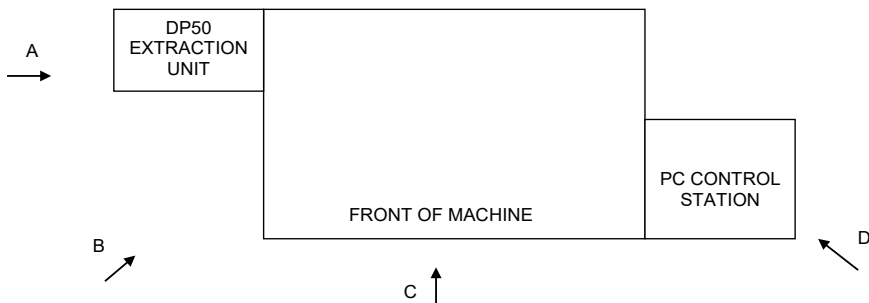 DP50
EXTRACTION
UNIT
A
PC CONTROL
STATION
FRONT OF MACHINE
B
D
C